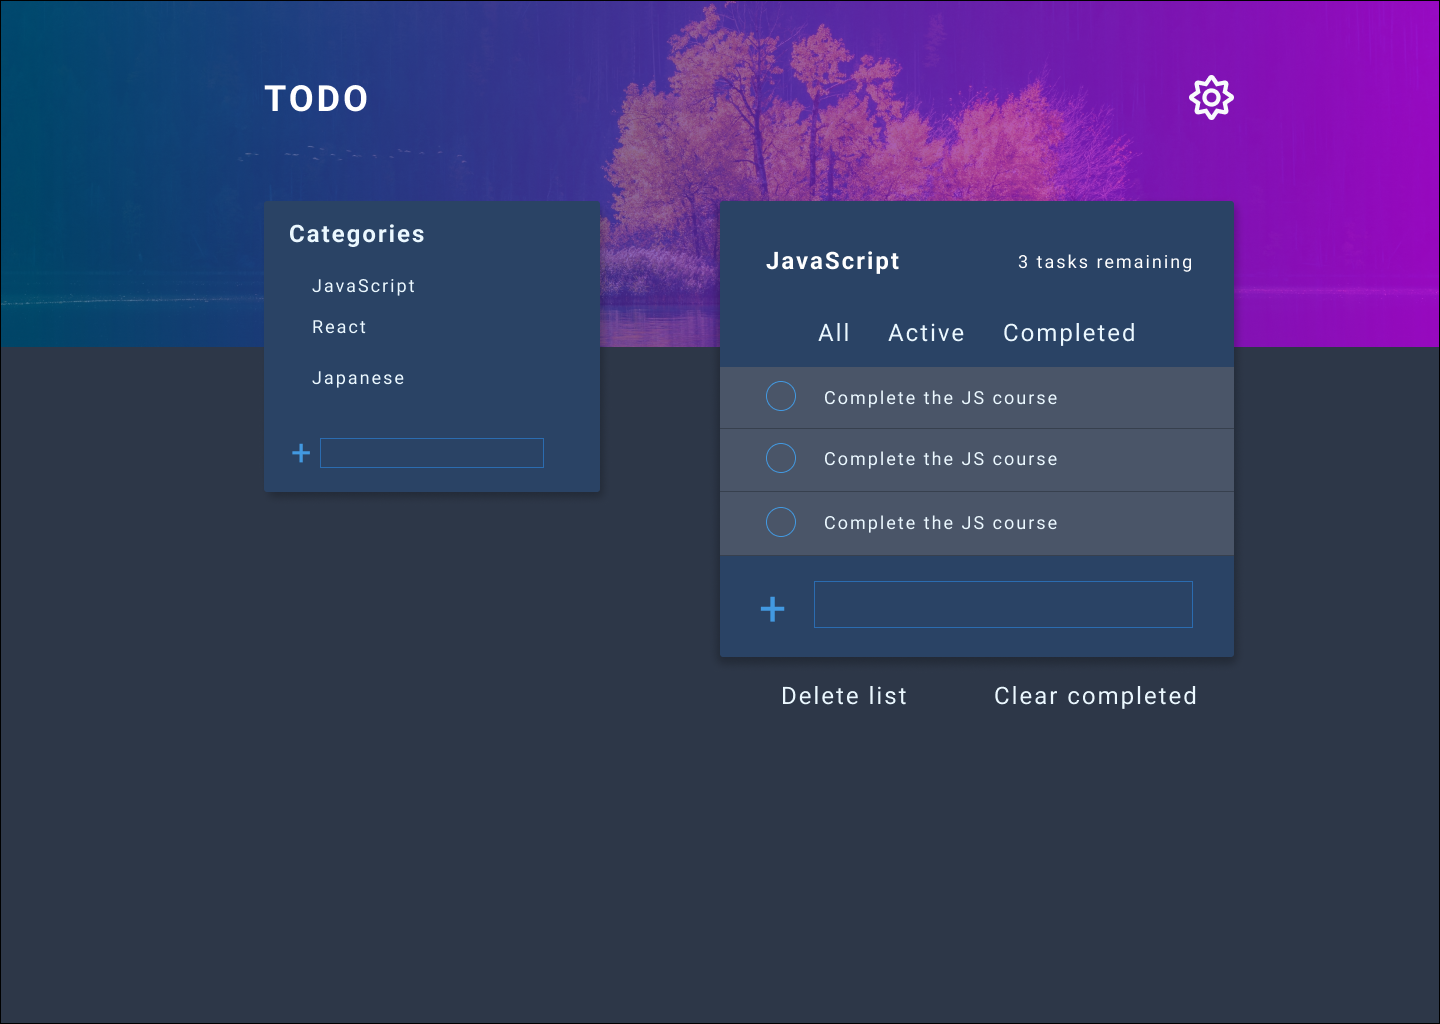 TODO
Categories
JavaScript
React
Japanese
+
JavaScript
3 tasks remaining
All Active Completed
Complete the JS course
Complete the JS course
Complete the JS course
+
Delete list
Clear completed